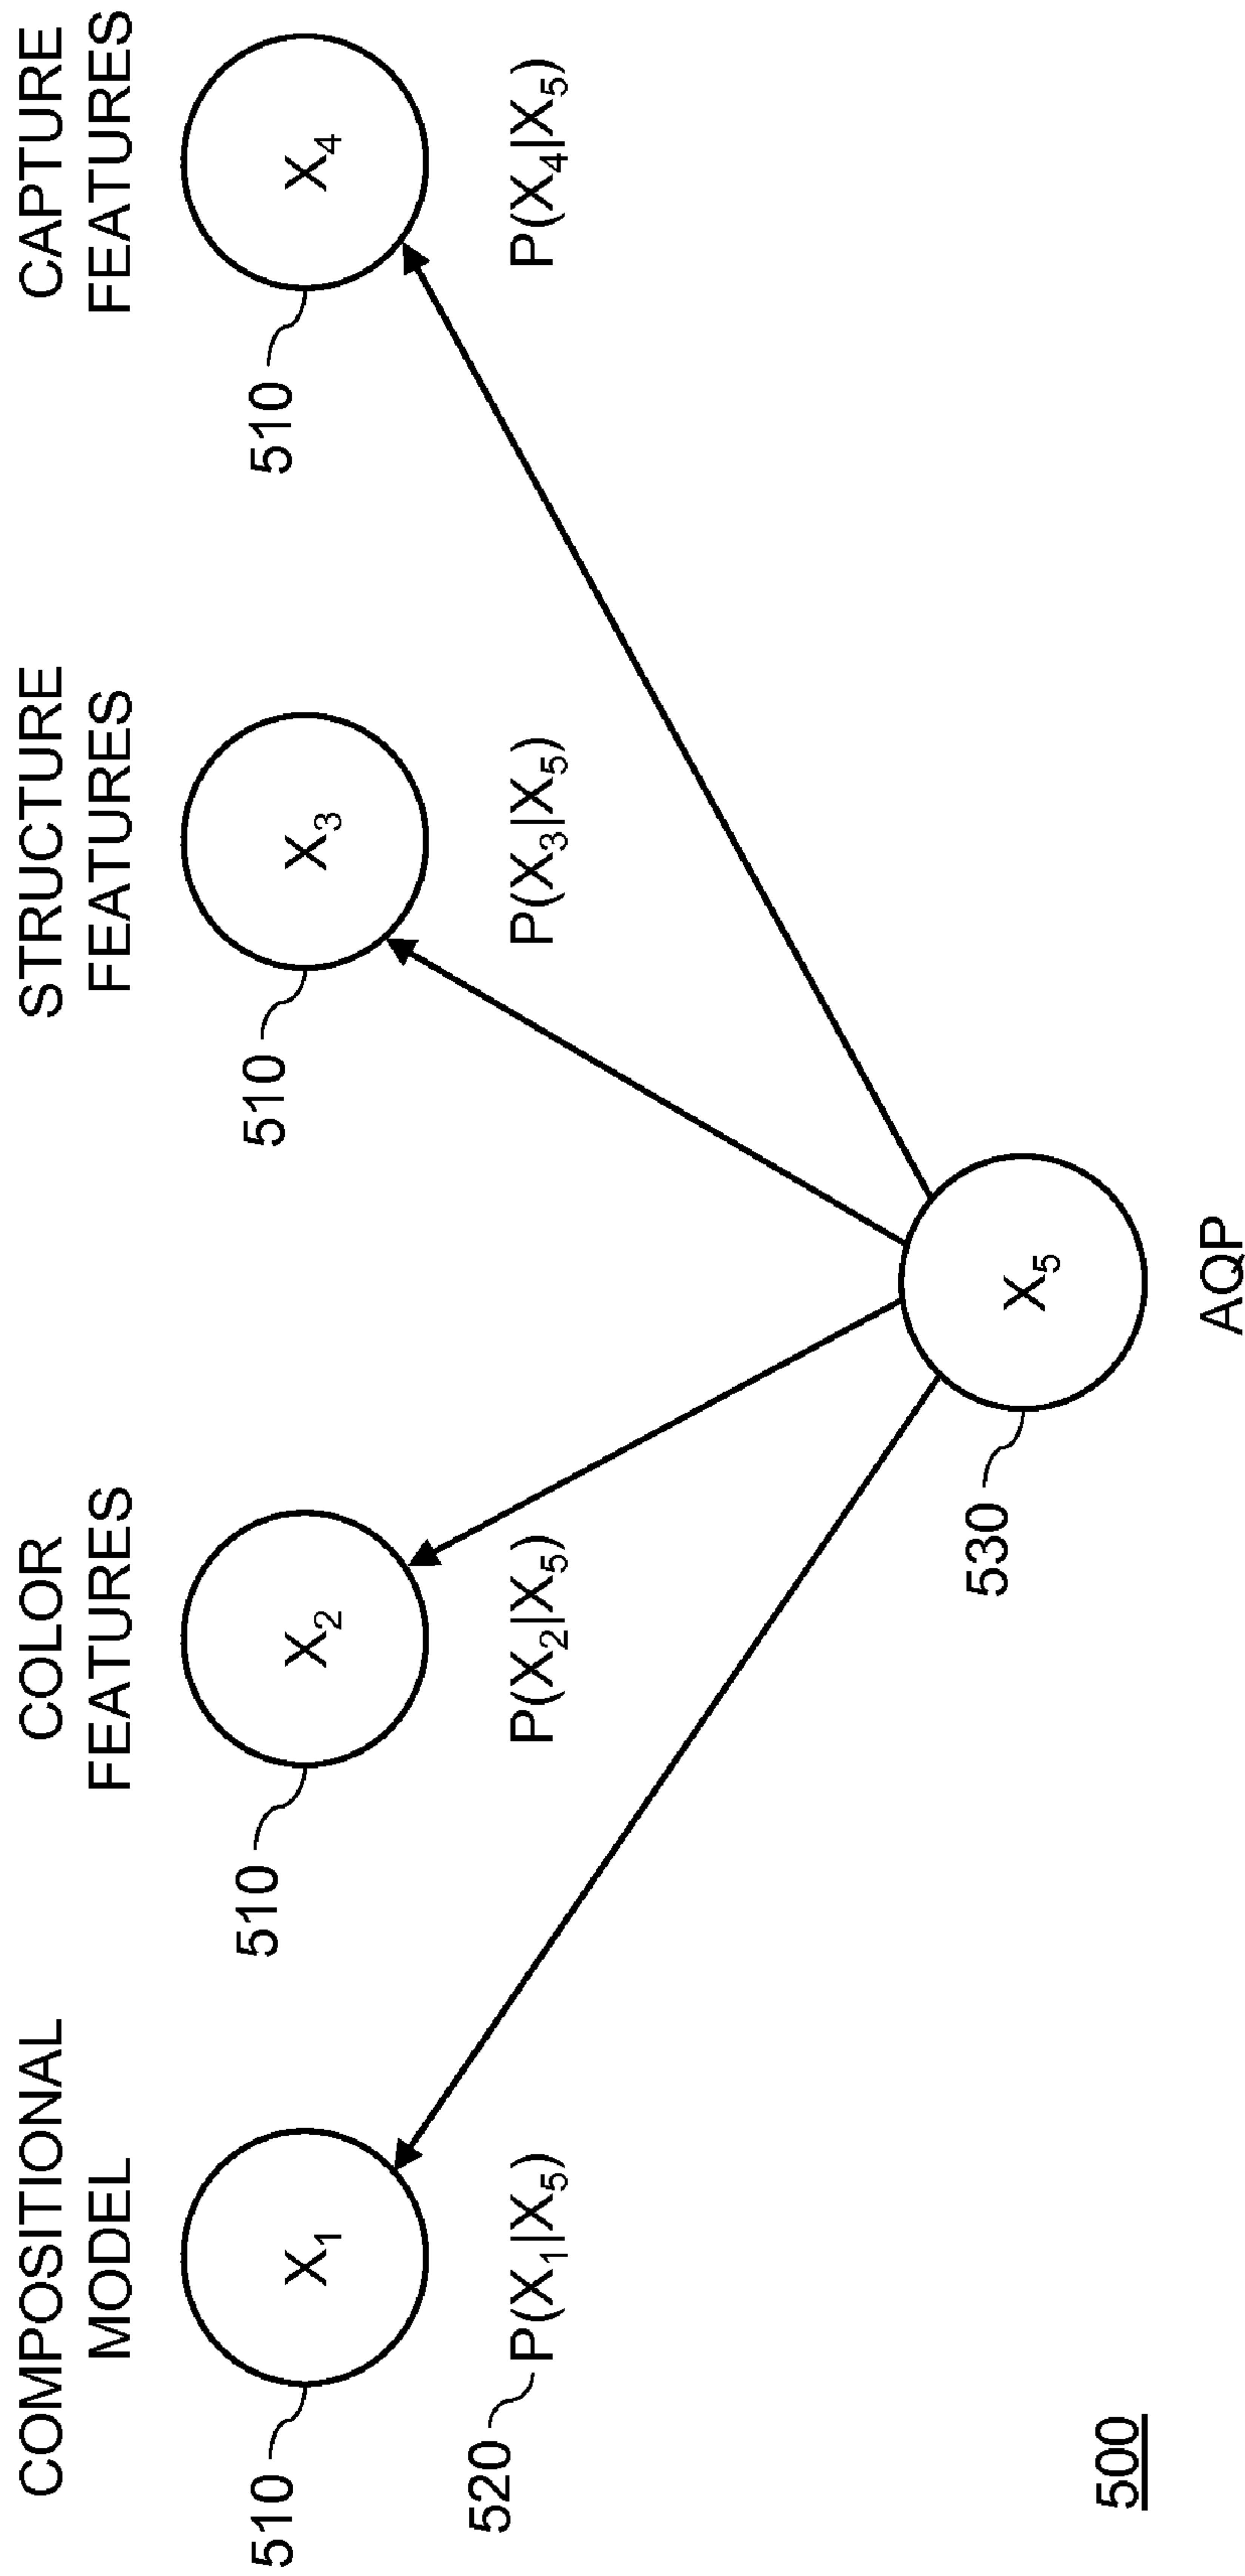 COMPOSITIONAL
MODEL
COLOR
FEATURES
STRUCTURE
FEATURES
CAPTURE
FEATURES
510
X₁
510
X₂
510
X₃
510
X₄
520
P(X₁|X₅)
P(X₂|X₅)
P(X₃|X₅)
P(X₄|X₅)
530
X₅
AQP
500